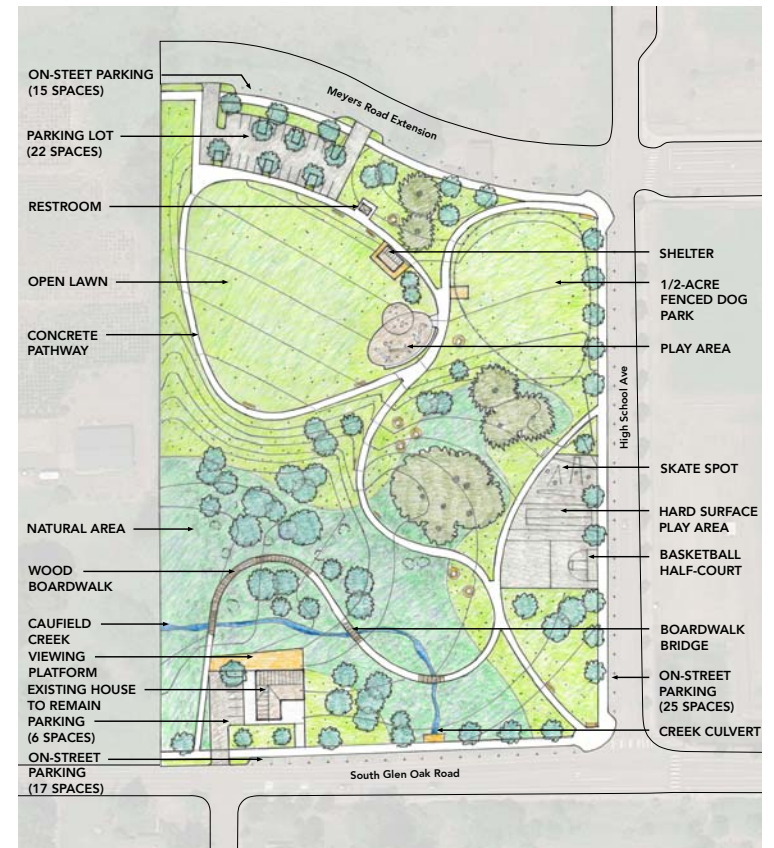 ON-STEET PARKING
(15 SPACES)
Meyers Road Extension
PARKING LOT
(22 SPACES)
RESTROOM
OPEN LAWN
CONCRETE
PATHWAY
NATURAL AREA
WOOD
BOARDWALK
CAUFIELD
CREEK
VIEWING
PLATFORM
EXISTING HOUSE
TO REMAIN
PARKING
(6 SPACES)
ON-STREET
PARKING
(17 SPACES)
SHELTER
1/2-ACRE
FENCED DOG
PARK
PLAY AREA
High School Ave
SKATE SPOT
HARD SURFACE
PLAY AREA
BASKETBALL
HALF-COURT
BOARDWALK
BRIDGE
ON-STREET
PARKING
(25 SPACES)
CREEK CULVERT
South Glen Oak Road